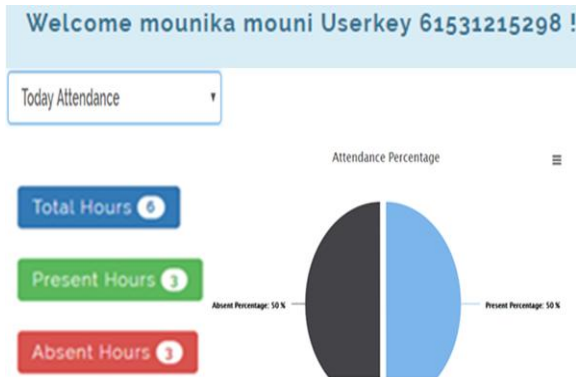 Welcome mounika mouni Userkey 61531215298 !
Today Attendance
Attendance Percentage
Total Hours 6
Present Hours 3
Absent Percentage: 50 %
Present Percentage: 50 %
Absent Hours 3